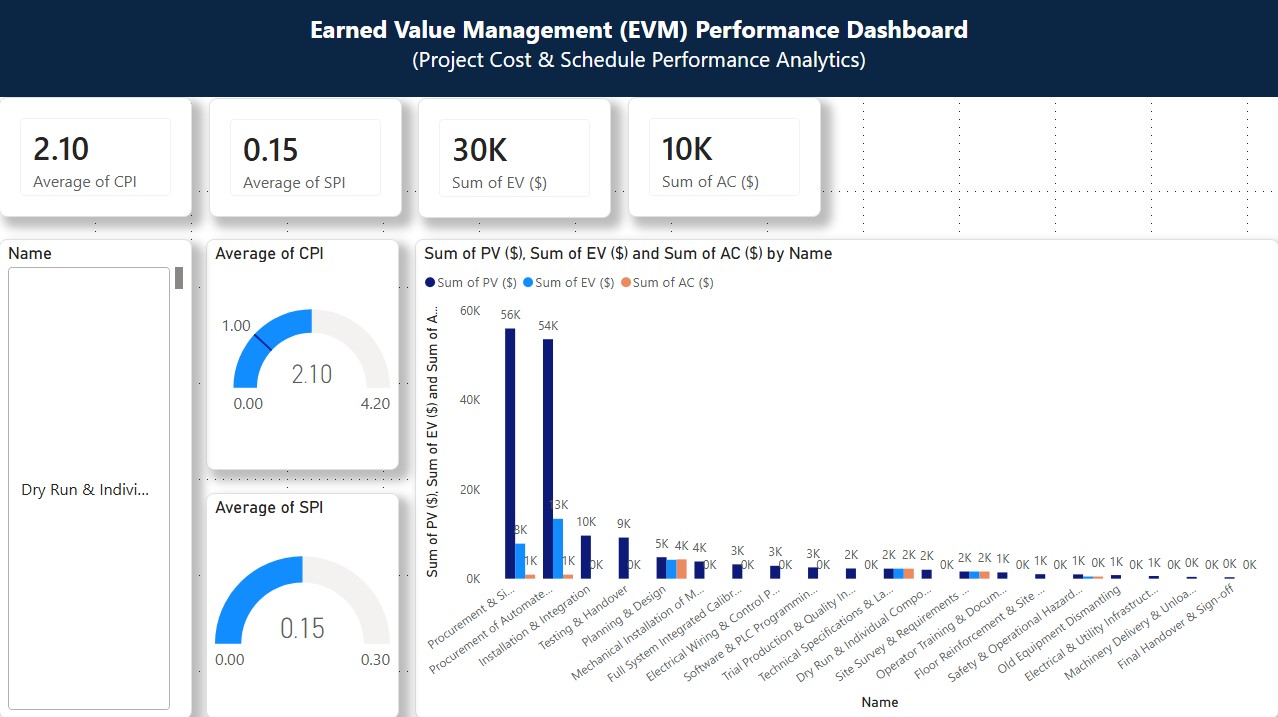 Earned Value Management (EVM) Performance Dashboard
(Project Cost & Schedule Performance Analytics)
2.10
Average of CPI
0.15
Average of SPI
30K
Sum of EV ($)
10K
Sum of AC ($)
Name
Dry Run & Indivi...
Average of CPI
1.00
2.10
0.00
4.20
Average of SPI
0.15
0.00
0.30
Sum of PV ($), Sum of EV ($) and Sum of AC ($) by Name
Sum of PV ($) Sum of EV ($) Sum of AC ($)
Sum of PV ($), Sum of EV ($) and Sum of A...
60K
40K
20K
0K
56K
8K
1K
54K
13K
1K
10K
0K
9K
0K
5K
4K
4K
0K
3K
0K
3K
0K
3K
0K
2K
0K
2K
2K
2K
0K
2K
2K
1K
0K
1K
0K
1K
0K
1K
0K
1K
0K
0K
0K
0K
0K
Procurement & Si...
Procurement of Automate...
Installation & Integration
Testing & Handover
Planning & Design
Mechanical Installation of M...
Full System Integrated Calibr...
Electrical Wiring & Control P...
Software & PLC Programmin...
Trial Production & Quality In...
Technical Specifications & La...
Dry Run & Individual Compo...
Site Survey & Requirements ...
Operator Training & Docum...
Floor Reinforcement & Site ...
Safety & Operational Hazard...
Old Equipment Dismantling
Electrical & Utility Infrastruct...
Machinery Delivery & Unloa...
Final Handover & Sign-off
Name